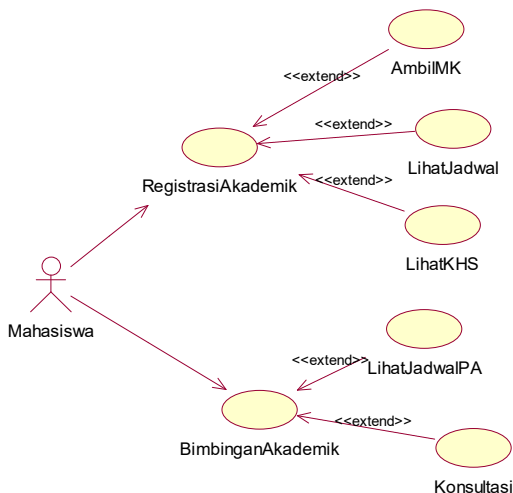 AmbilMK
<<extend>>
<<extend>>
LihatJadwal
RegistrasiAkademik
<<extend>>
LihatKHS
Mahasiswa
<<extend>>
LihatJadwalPA
<<extend>>
BimbinganAkademik
Konsultasi